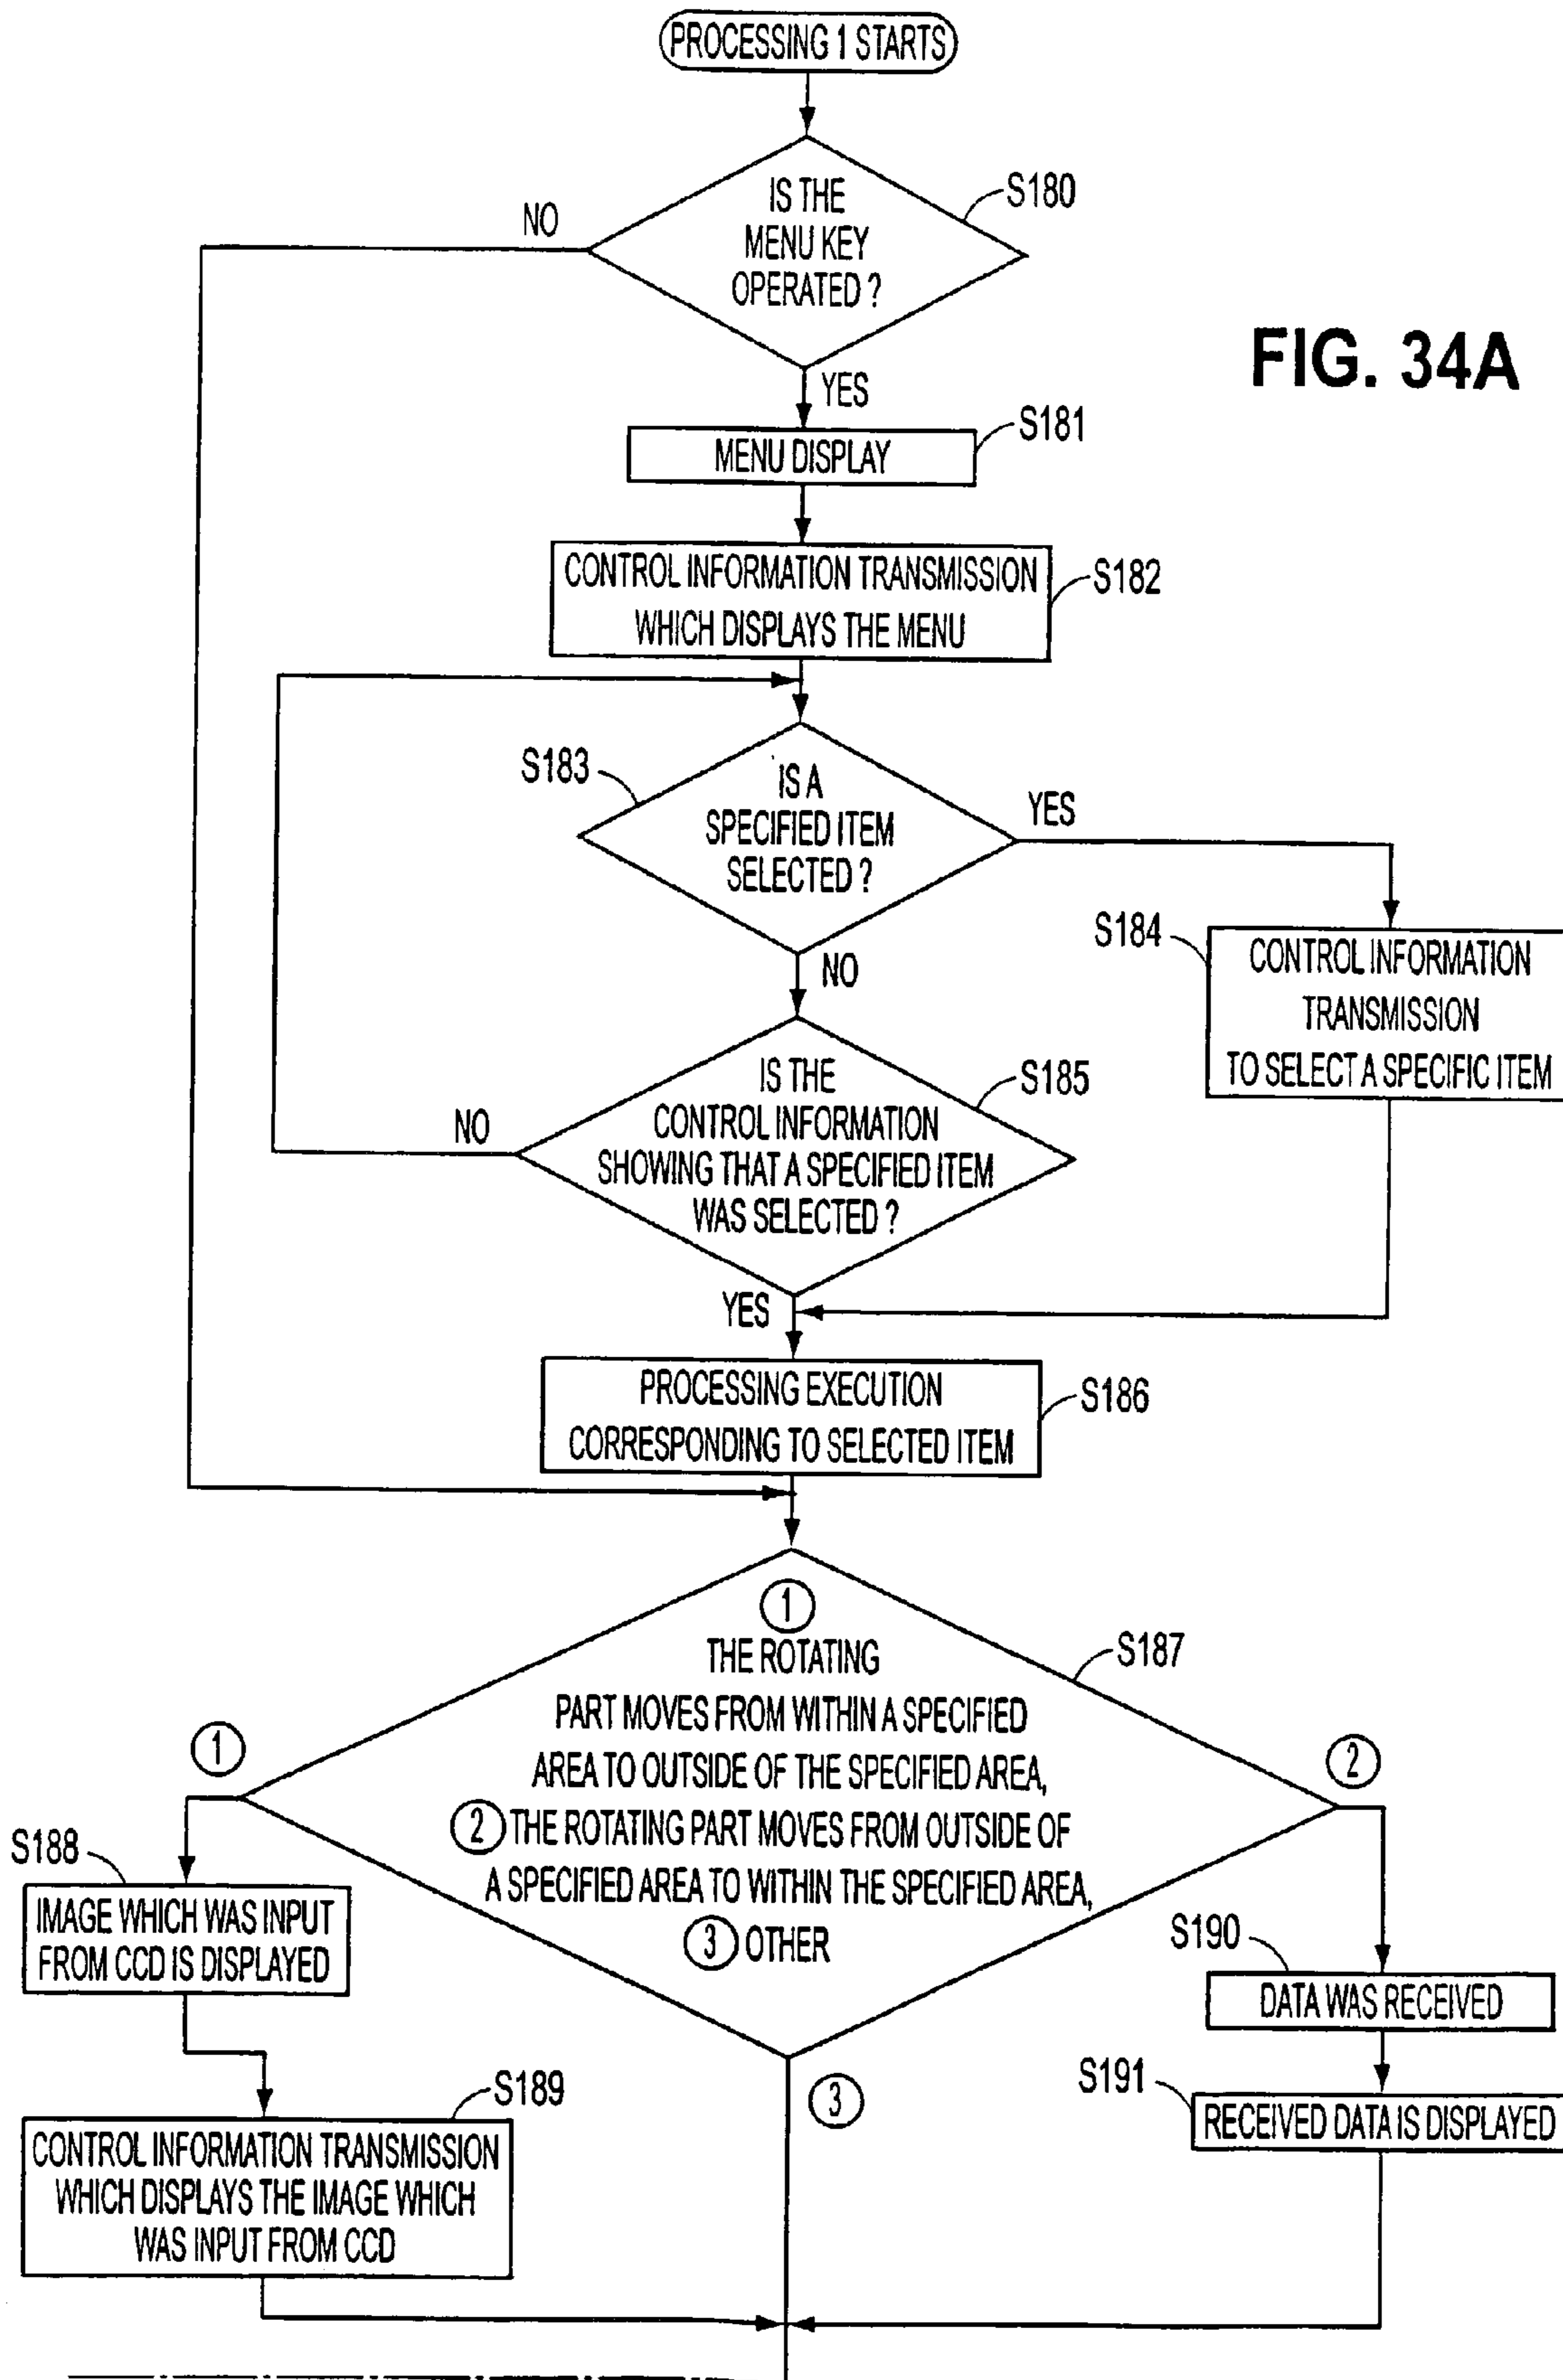 PROCESSING 1 STARTS
IS THE
MENU KEY
OPERATED ?
S180
NO
FIG. 34A
YES
MENU DISPLAY
S181
CONTROL INFORMATION TRANSMISSION
WHICH DISPLAYS THE MENU
S182
S183
IS A
SPECIFIED ITEM
SELECTED ?
YES
NO
S184
CONTROL INFORMATION
TRANSMISSION
TO SELECT A SPECIFIC ITEM
IS THE
CONTROL INFORMATION
SHOWING THAT A SPECIFIED ITEM
WAS SELECTED ?
S185
NO
YES
PROCESSING EXECUTION
CORRESPONDING TO SELECTED ITEM
S186
1
THE ROTATING
PART MOVES FROM WITHIN A SPECIFIED
AREA TO OUTSIDE OF THE SPECIFIED AREA,
2 THE ROTATING PART MOVES FROM OUTSIDE OF
A SPECIFIED AREA TO WITHIN THE SPECIFIED AREA,
3 OTHER
S187
1
2
S188
IMAGE WHICH WAS INPUT
FROM CCD IS DISPLAYED
S190
DATA WAS RECEIVED
3
S189
CONTROL INFORMATION TRANSMISSION
WHICH DISPLAYS THE IMAGE WHICH
WAS INPUT FROM CCD
S191
RECEIVED DATA IS DISPLAYED